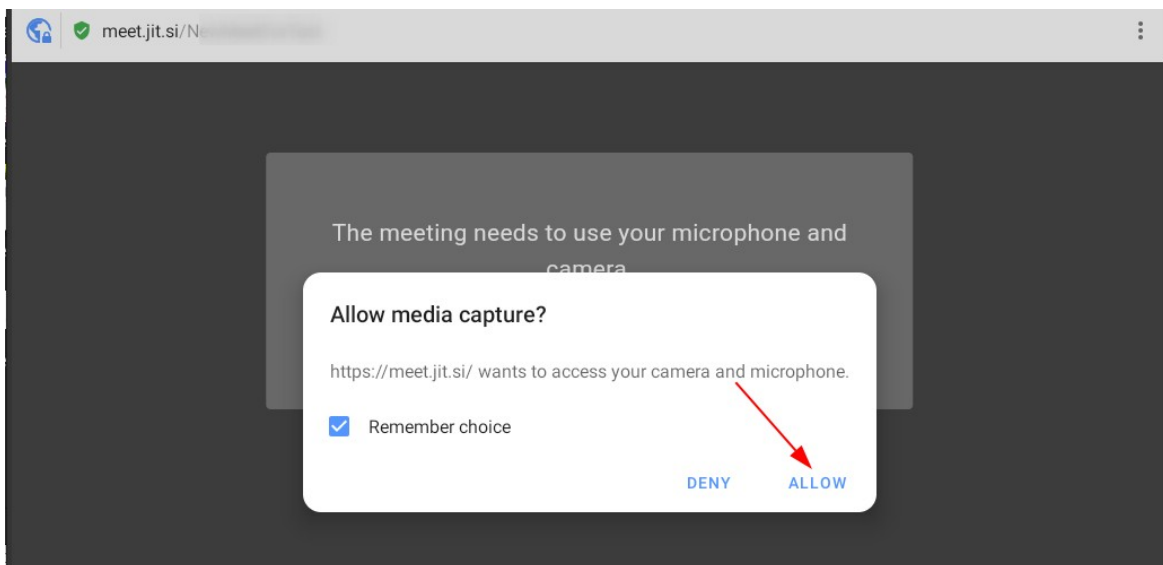 meet.jit.si/N
The meeting needs to use your microphone and
camera
Allow media capture?
https://meet.jit.si/ wants to access your camera and microphone.
Remember choice
DENY ALLOW